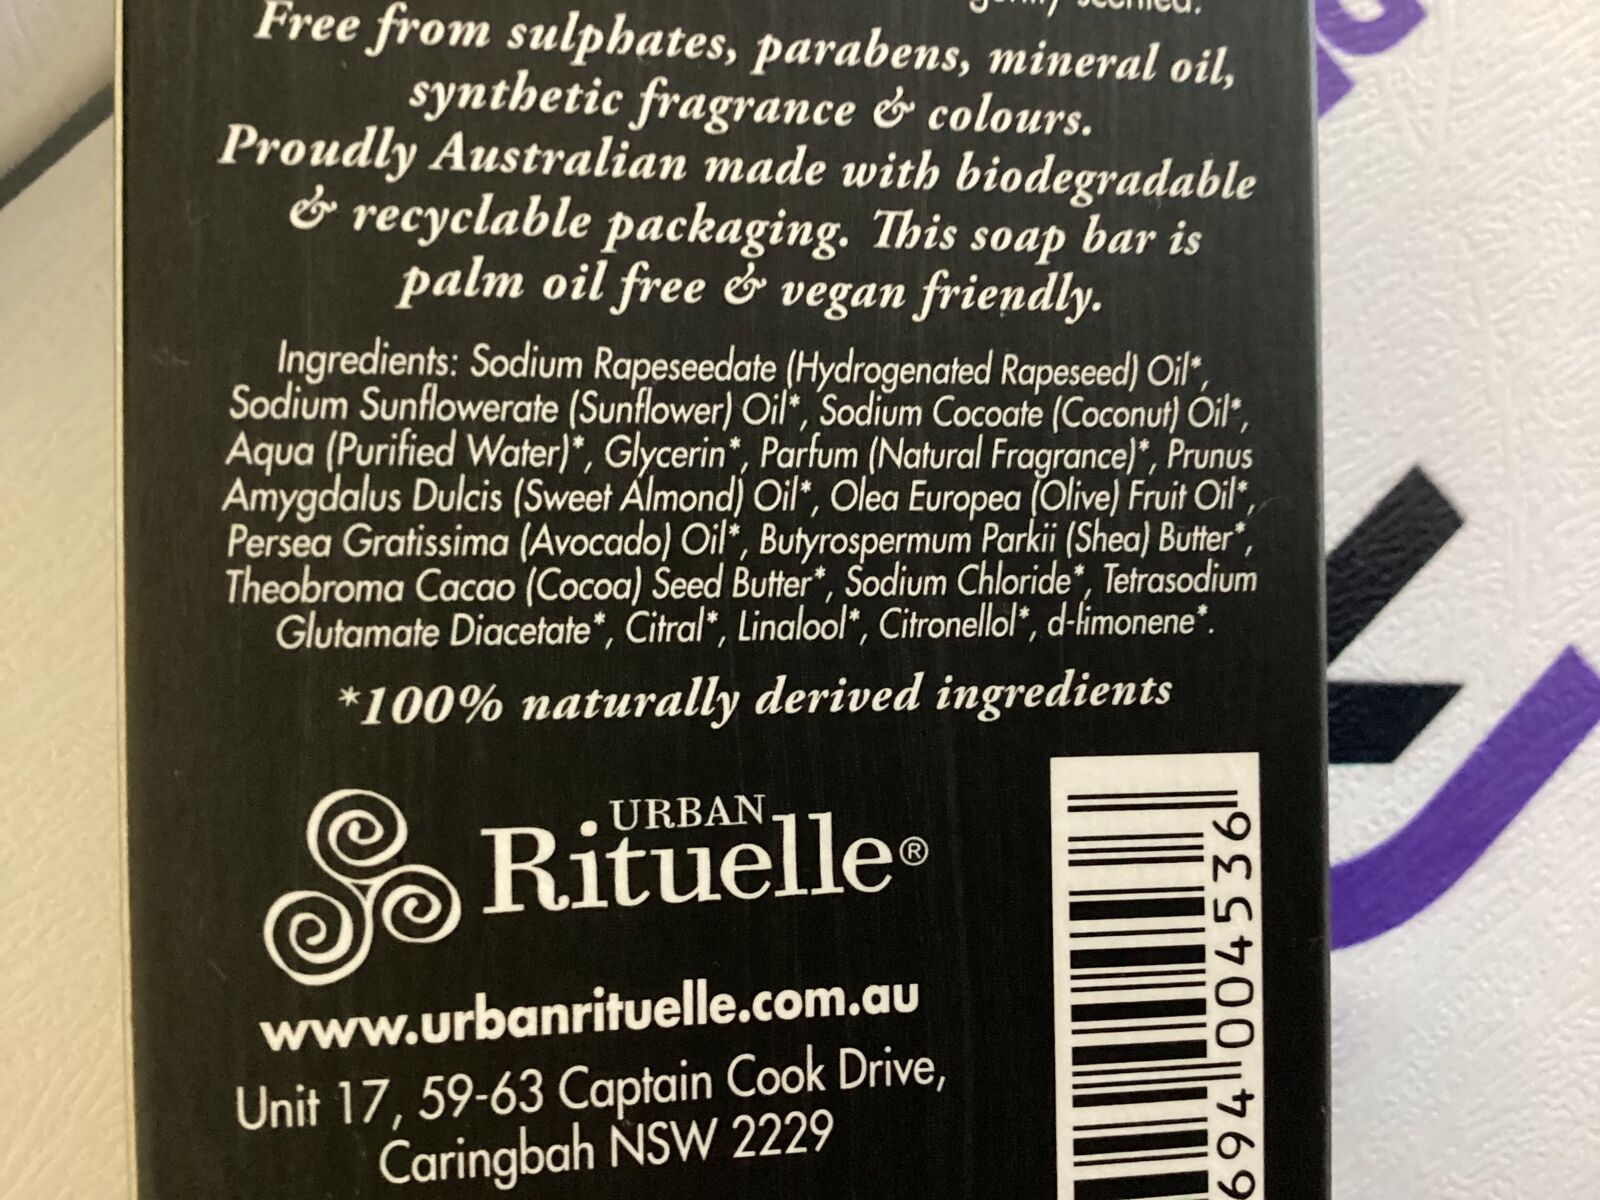 scented.
Free from sulphates, parabens, mineral oil,
synthetic fragrance & colours.
Proudly Australian made with biodegradable
& recyclable packaging. This soap bar is
palm oil free & vegan friendly.
Ingredients: Sodium Rapeseedate (Hydrogenated Rapeseed) Oil*,
Sodium Sunflowerate (Sunflower) Oil*, Sodium Cocoate (Coconut) Oil*,
Aqua (Purified Water)*, Glycerin*, Parfum (Natural Fragrance)*, Prunus
Amygdalus Dulcis (Sweet Almond) Oil*, Olea Europea (Olive) Fruit Oil*,
Persea Gratissima (Avocado) Oil*, Butyrospermum Parkii (Shea) Butter*,
Theobroma Cacao (Cocoa) Seed Butter*, Sodium Chloride*, Tetrasodium
Glutamate Diacetate*, Citral*, Linalool*, Citronellol*, d-limonene*.
*100% naturally derived ingredients
URBAN
Rituelle®
www.urbanrituelle.com.au
Unit 17, 59-63 Captain Cook Drive,
Caringbah NSW 2229
694 004536